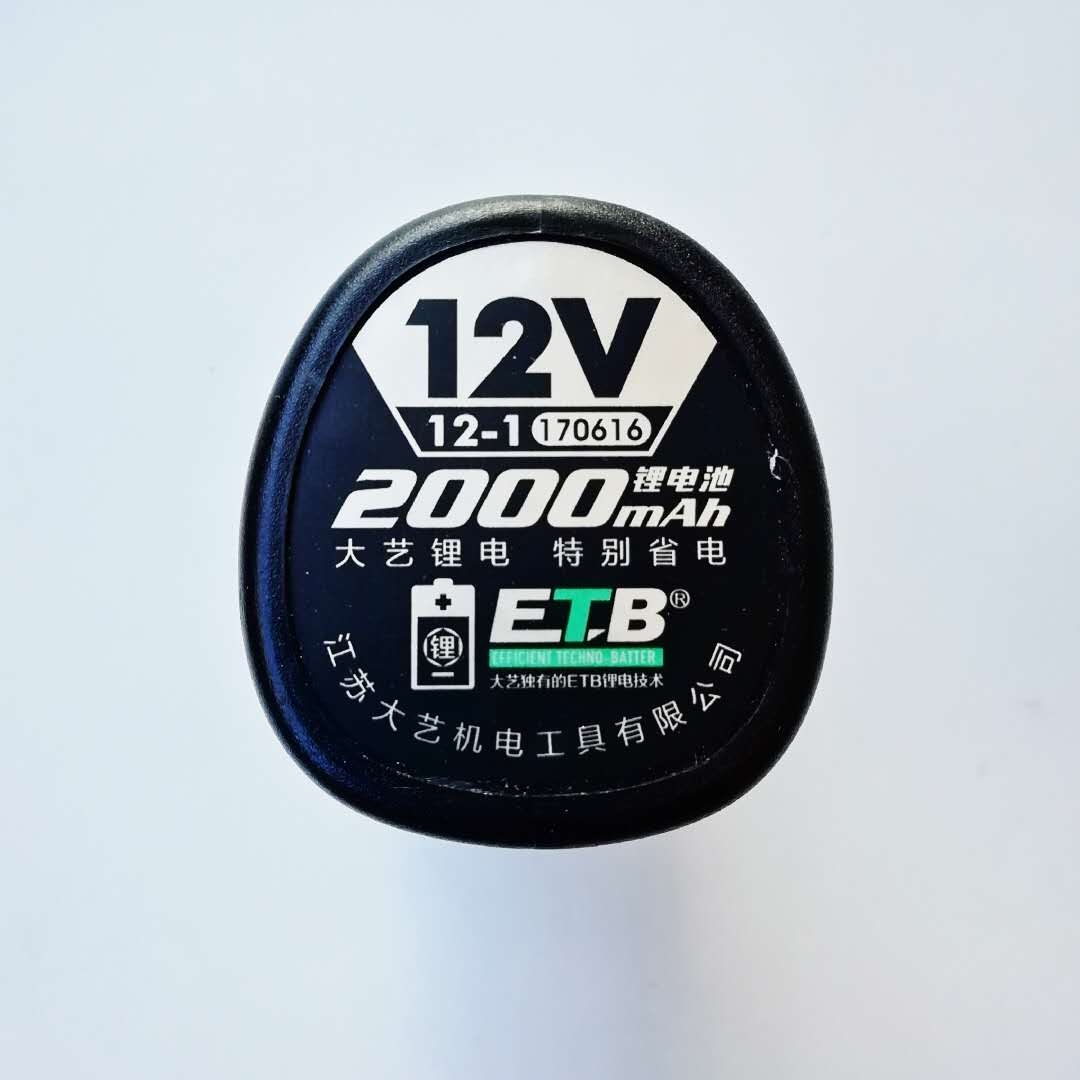 12V
12-1 170616
2000mAh 锂电池
大艺锂电 特别省电
+
锂
-
ETB®
EFFICIENT TECHNO-BATTER
大艺独有的ETB锂电技术
江苏大艺机电工具有限公司